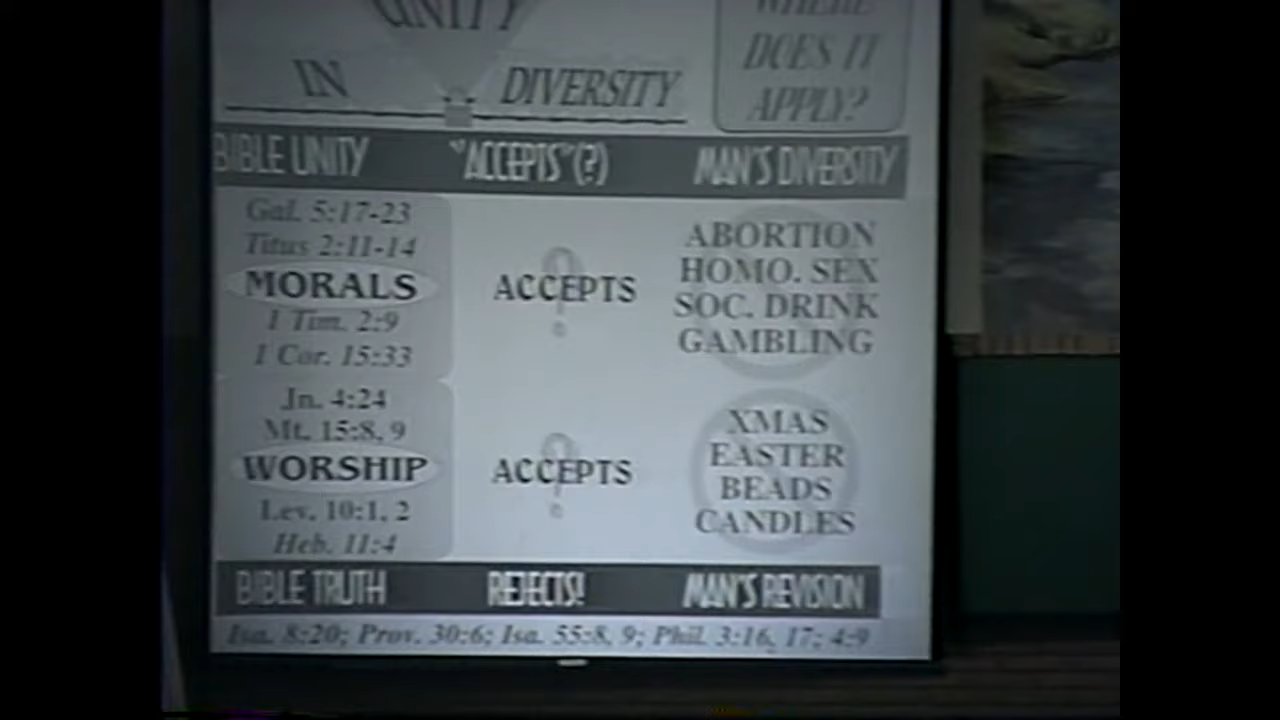 UNITY
IN DIVERSITY
WHERE
DOES IT
APPLY?
BIBLE UNITY "ACCEPTS"(?) MAN'S DIVERSITY
Gal. 5:17-23
Titus 2:11-14
MORALS
1 Tim. 2:9
1 Cor. 15:33
?
ACCEPTS
ABORTION
HOMO. SEX
SOC. DRINK
GAMBLING
Jn. 4:24
Mt. 15:8, 9
WORSHIP
Lev. 10:1, 2
Heb. 11:4
?
ACCEPTS
XMAS
EASTER
BEADS
CANDLES
BIBLE TRUTH REJECTS! MAN'S REVISION
Isa. 8:20; Prov. 30:6; Isa. 55:8, 9; Phil. 3:16, 17; 4:9